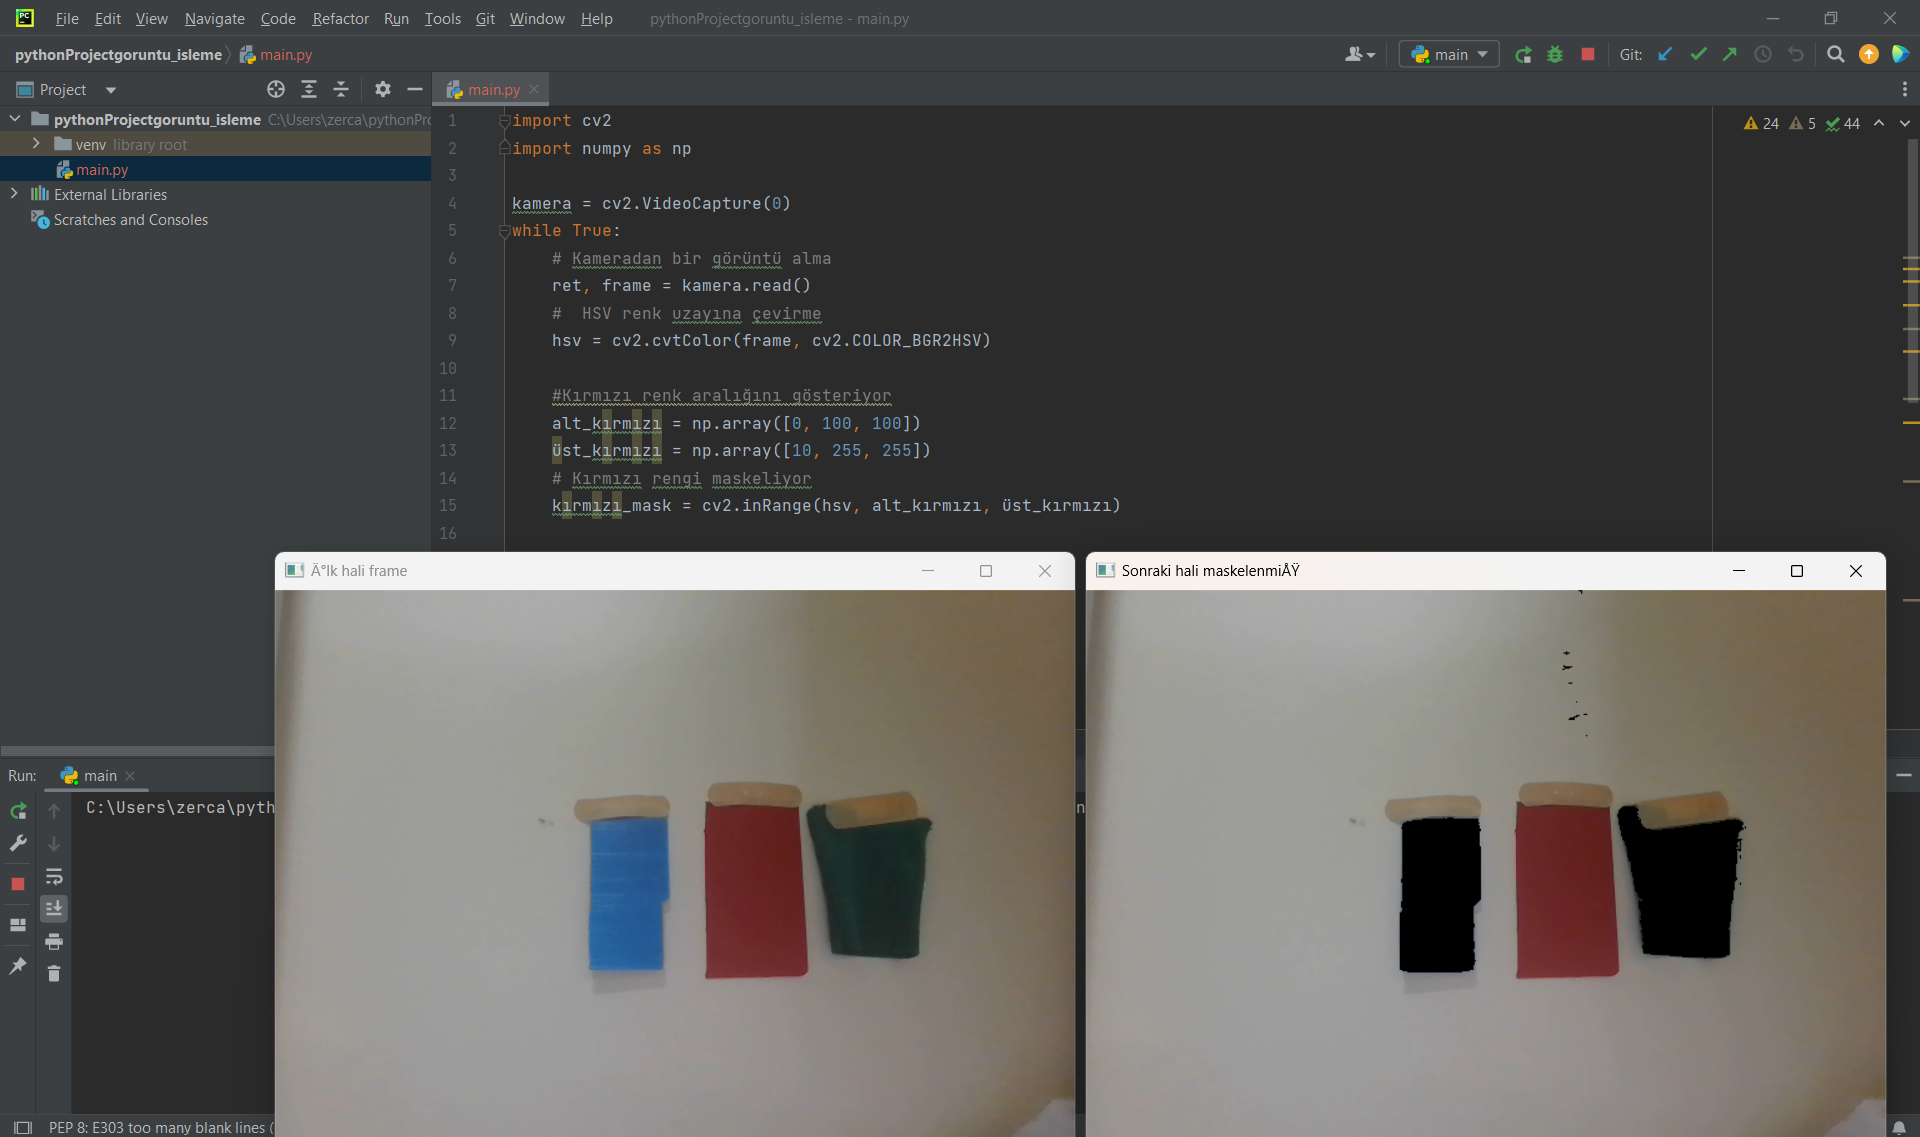 File Edit View Navigate Code Refactor Run Tools Git Window Help pythonProjectgoruntu_isleme - main.py
pythonProjectgoruntu_isleme main.py
main Git:
Project
main.py
pythonProjectgoruntu_isleme C:\Users\zerca\pythonPr
venv library root
main.py
External Libraries
Scratches and Consoles
24 5 44
1 import cv2
2 import numpy as np
3
4 kamera = cv2.VideoCapture(0)
5 while True:
6 # Kameradan bir görüntü alma
7 ret, frame = kamera.read()
8 # HSV renk uzayına çevirme
9 hsv = cv2.cvtColor(frame, cv2.COLOR_BGR2HSV)
10
11 #Kırmızı renk aralığını gösteriyor
12 alt_kırmızı = np.array([0, 100, 100])
13 üst_kırmızı = np.array([10, 255, 255])
14 # Kırmızı rengi maskeliyor
15 kırmızı_mask = cv2.inRange(hsv, alt_kırmızı, üst_kırmızı)
16
Ä°lk hali frame
Sonraki hali maskelenmiÅŸ
Run: main
C:\Users\zerca\pyth
n
PEP 8: E303 too many blank lines (